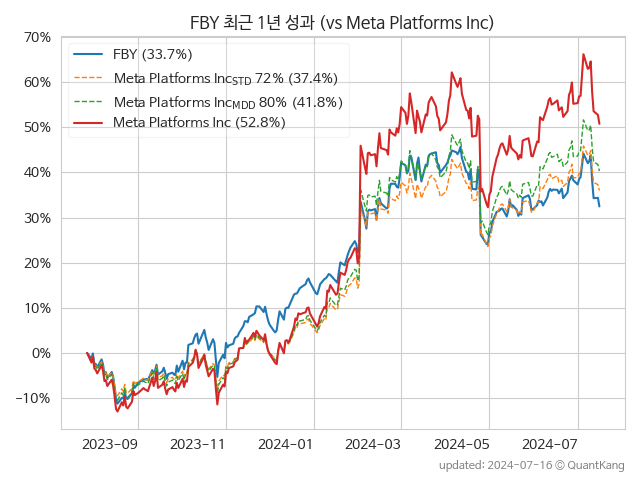 FBY 최근 1년 성과 (vs Meta Platforms Inc)
70%
60%
50%
40%
30%
20%
10%
0%
−10%
FBY (33.7%)
Meta Platforms IncSTD 72% (37.4%)
Meta Platforms IncMDD 80% (41.8%)
Meta Platforms Inc (52.8%)
2023−09 2023−11 2024−01 2024−03 2024−05 2024−07
updated: 2024-07-16 © QuantKang